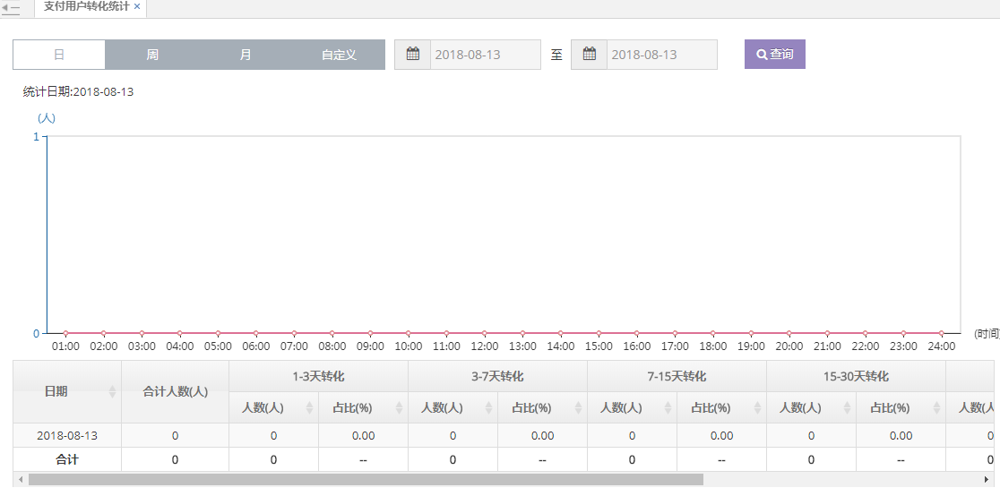 支付用户转化统计 ×
日 周 月 自定义 2018-08-13 至 2018-08-13 查询
统计日期:2018-08-13
(人)
1
0
01:00 02:00 03:00 04:00 05:00 06:00 07:00 08:00 09:00 10:00 11:00 12:00 13:00 14:00 15:00 16:00 17:00 18:00 19:00 20:00 21:00 22:00 23:00 24:00 (时间
日期 合计人数(人) 1-3天转化 3-7天转化 7-15天转化 15-30天转化
人数(人) 占比(%) 人数(人) 占比(%) 人数(人) 占比(%) 人数(人) 占比(%) 人数(人
2018-08-13 0 0 0.00 0 0.00 0 0.00 0 0.00 0
合计 0 0 -- 0 -- 0 -- 0 -- 0